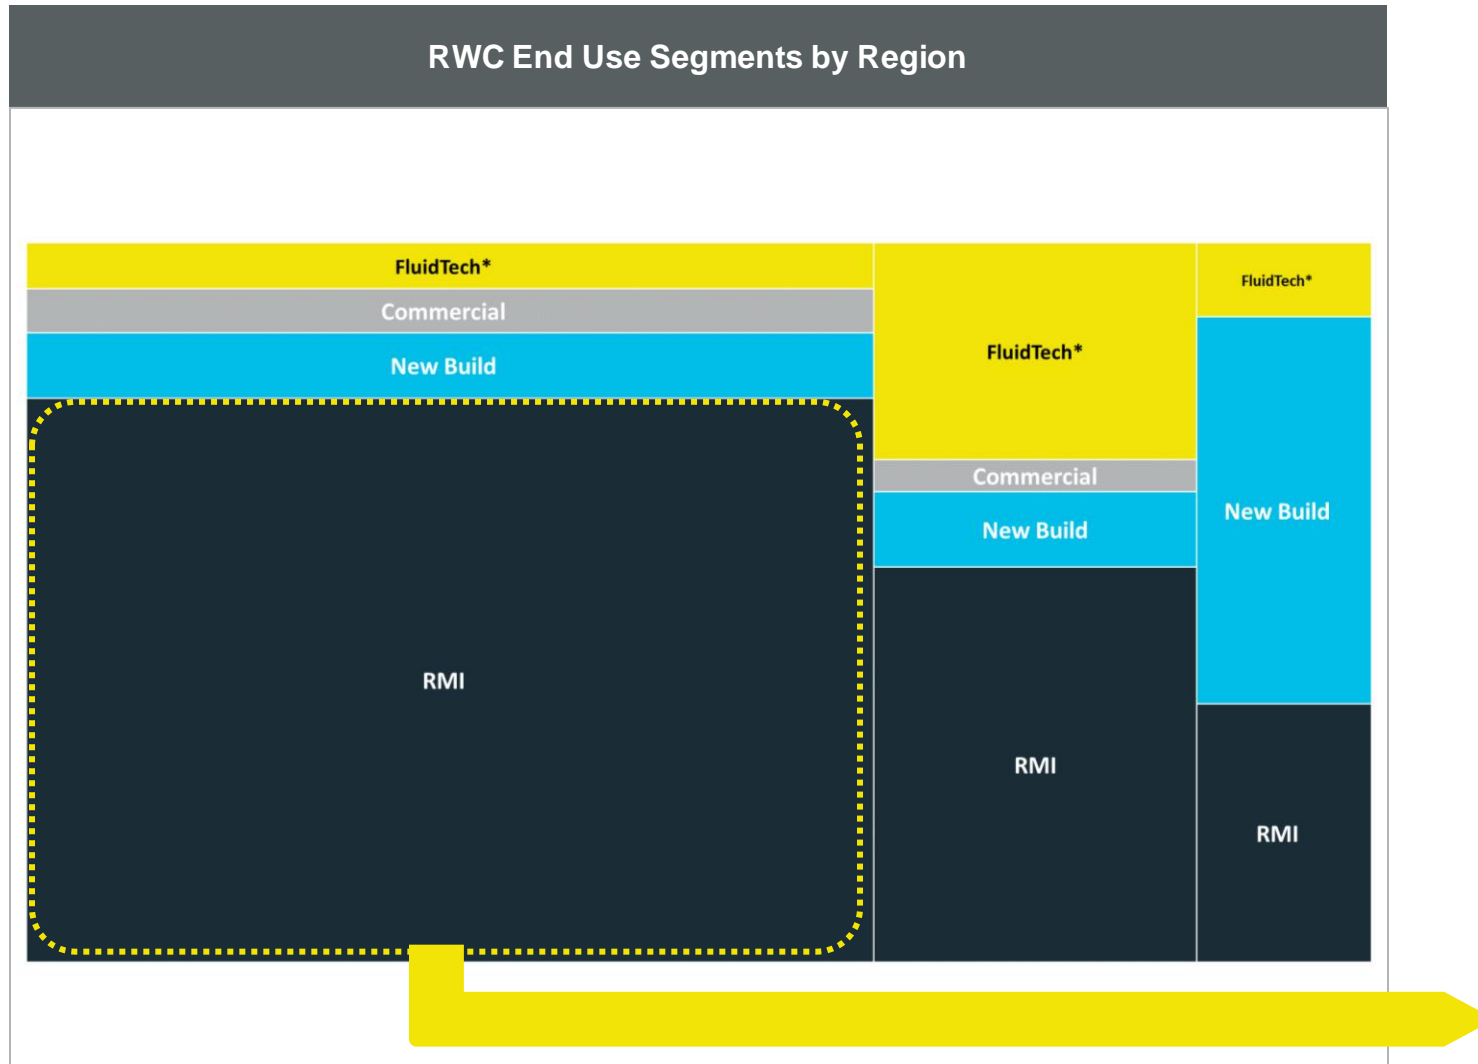 RWC End Use Segments by Region
FluidTech*
Commercial
New Build
RMI
FluidTech*
Commercial
New Build
RMI
FluidTech*
New Build
RMI